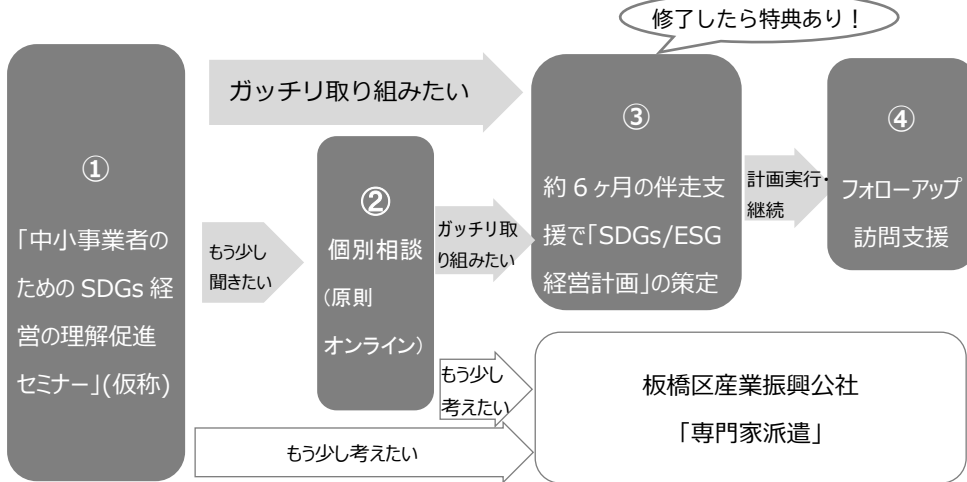 修了したら特典あり！
①
「中小事業者の
ための SDGs 経
営の理解促進
セミナー」(仮称)
ガッチリ取り組みたい
もう少し
聞きたい
②
個別相談
（原則
オンライン）
ガッチリ取
り組みたい
③
約 6 ヶ月の伴走支
援で「SDGs/ESG
経営計画」の策定
計画実行・
継続
④
フォローアップ
訪問支援
もう少し
考えたい
もう少し考えたい
板橋区産業振興公社
「専門家派遣」